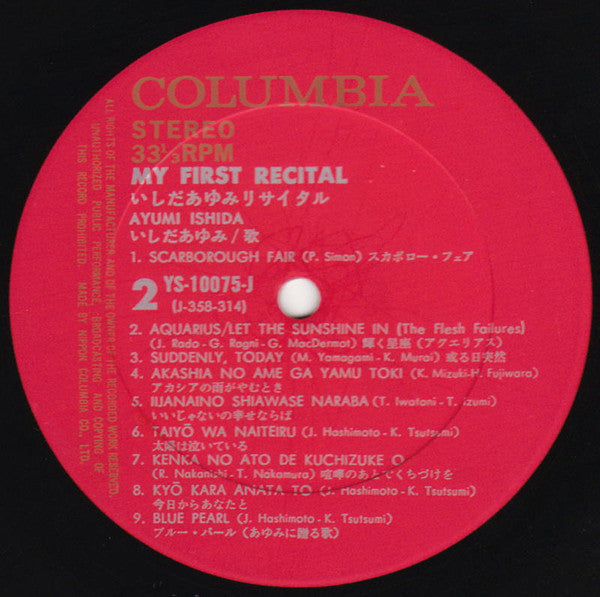 COLUMBIA
STEREO
33 1/3 RPM
MY FIRST RECITAL
いしだあゆみリサイタル
AYUMI ISHIDA
いしだあゆみ/歌
1. SCARBOROUGH FAIR (P. Simon) スカボロー・フェア
2 YS-10075-J
(J-358-314)
2. AQUARIUS/LET THE SUNSHINE IN (The Flesh Failures)
(J. Rado - G. Ragni - G. MacDermot) 輝く星座 (アクエリアス)
3. SUDDENLY, TODAY (M. Yamagami - K. Murai) 或る日突然
4. AKASHIA NO AME GA YAMU TOKI (K. Mizuki - H. Fujiwara)
アカシアの雨がやむとき
5. IIJANAINO SHIAWASE NARABA (T. Iwatani - T. Izumi)
いいじゃないの幸せならば
6. TAIYŌ WA NAITEIRU (J. Hashimoto - K. Tsutsumi)
太陽は泣いている
7. KENKA NO ATO DE KUCHIZUKE O
(R. Nakanishi - T. Nakamura) 喧嘩のあとでくちづけを
8. KYŌ KARA ANATA TO (J. Hashimoto - K. Tsutsumi)
今日からあなたと
9. BLUE PEARL (J. Hashimoto - K. Tsutsumi)
ブルー・パール (あゆみに贈る歌)
ALL RIGHTS OF THE MANUFACTURER AND OF THE OWNER OF THE RECORDED WORK RESERVED.
UNAUTHORIZED PUBLIC PERFORMANCE, BROADCASTING AND COPYING OF
THIS RECORD PROHIBITED. MADE BY NIPPON COLUMBIA CO., LTD.